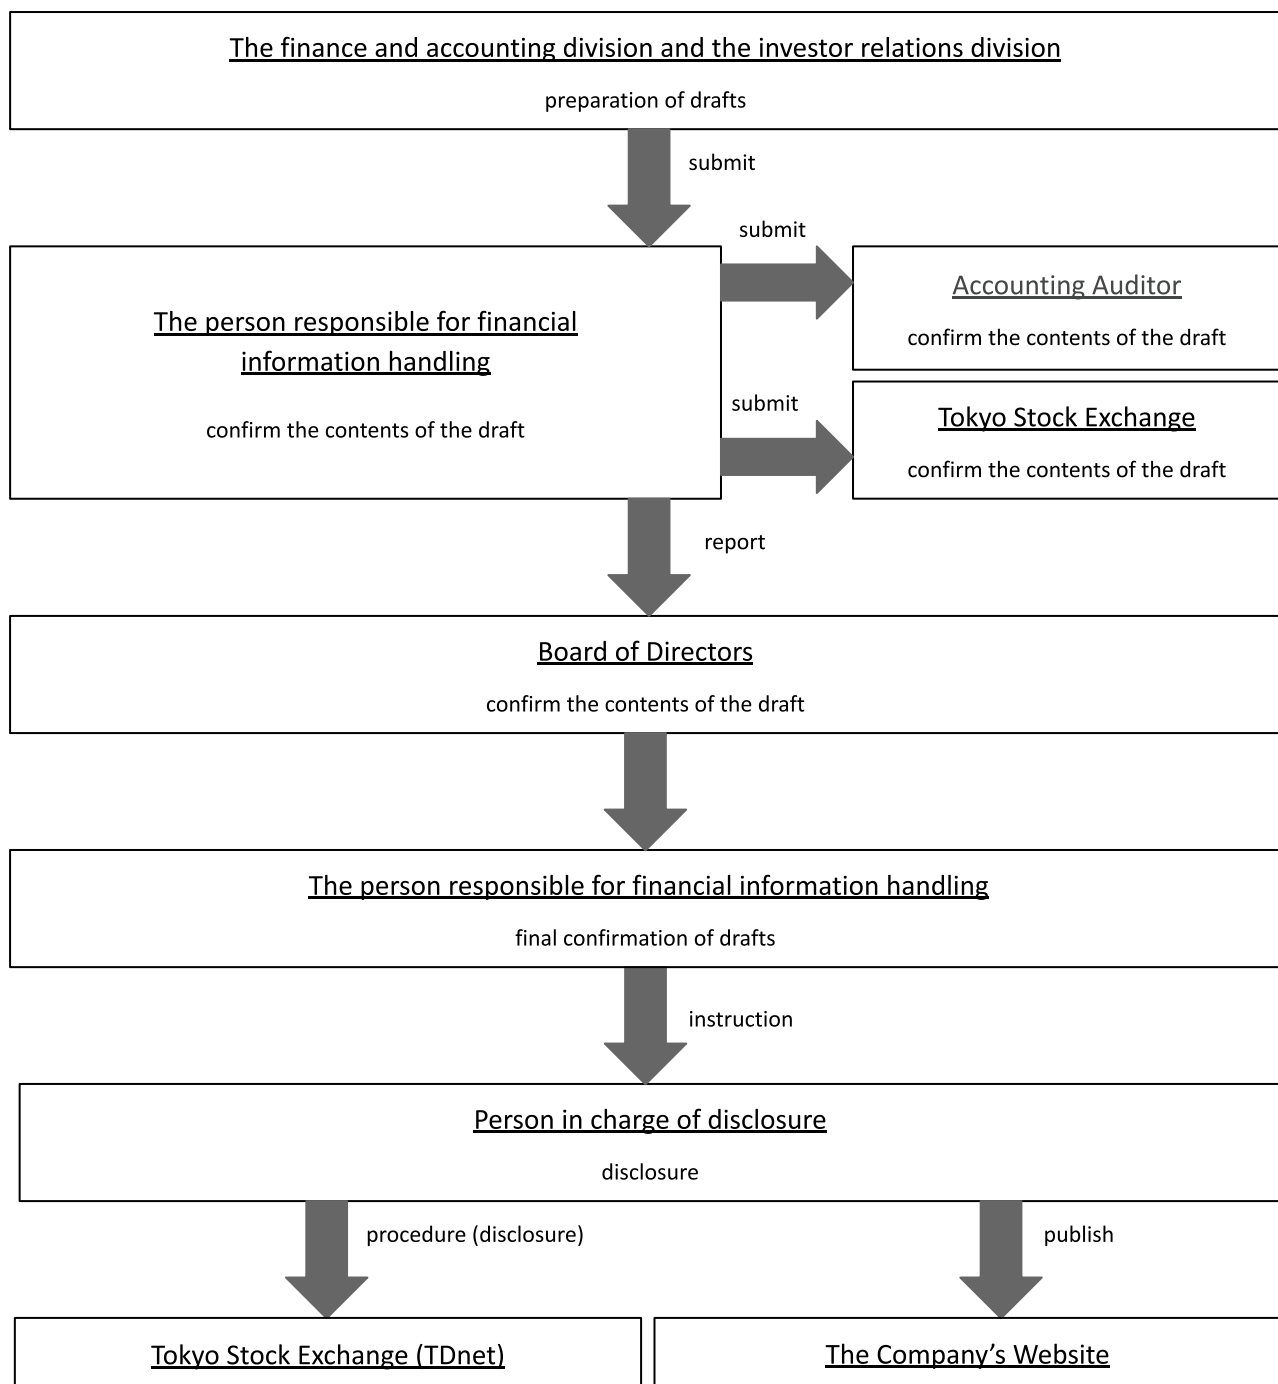 The finance and accounting division and the investor relations division
preparation of drafts
submit
submit
The person responsible for financial
information handling
confirm the contents of the draft
Accounting Auditor
confirm the contents of the draft
submit
Tokyo Stock Exchange
confirm the contents of the draft
report
Board of Directors
confirm the contents of the draft
The person responsible for financial information handling
final confirmation of drafts
instruction
Person in charge of disclosure
disclosure
procedure (disclosure)
publish
Tokyo Stock Exchange (TDnet)
The Company’s Website